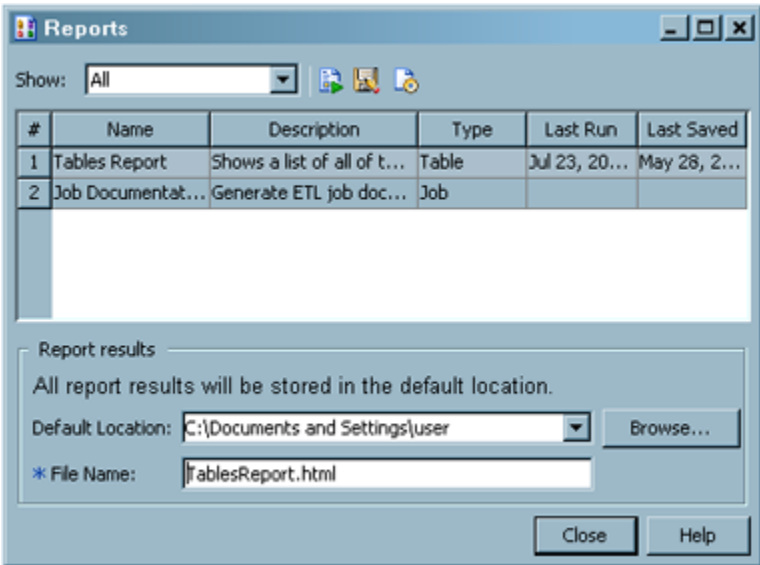 Reports
Show: All
# Name Description Type Last Run Last Saved
1 Tables Report Shows a list of all of t... Table Jul 23, 20... May 28, 2...
2 Job Documentat... Generate ETL job doc... Job
Report results
All report results will be stored in the default location.
Default Location: C:\Documents and Settings\user Browse...
* File Name: TablesReport.html
Close Help